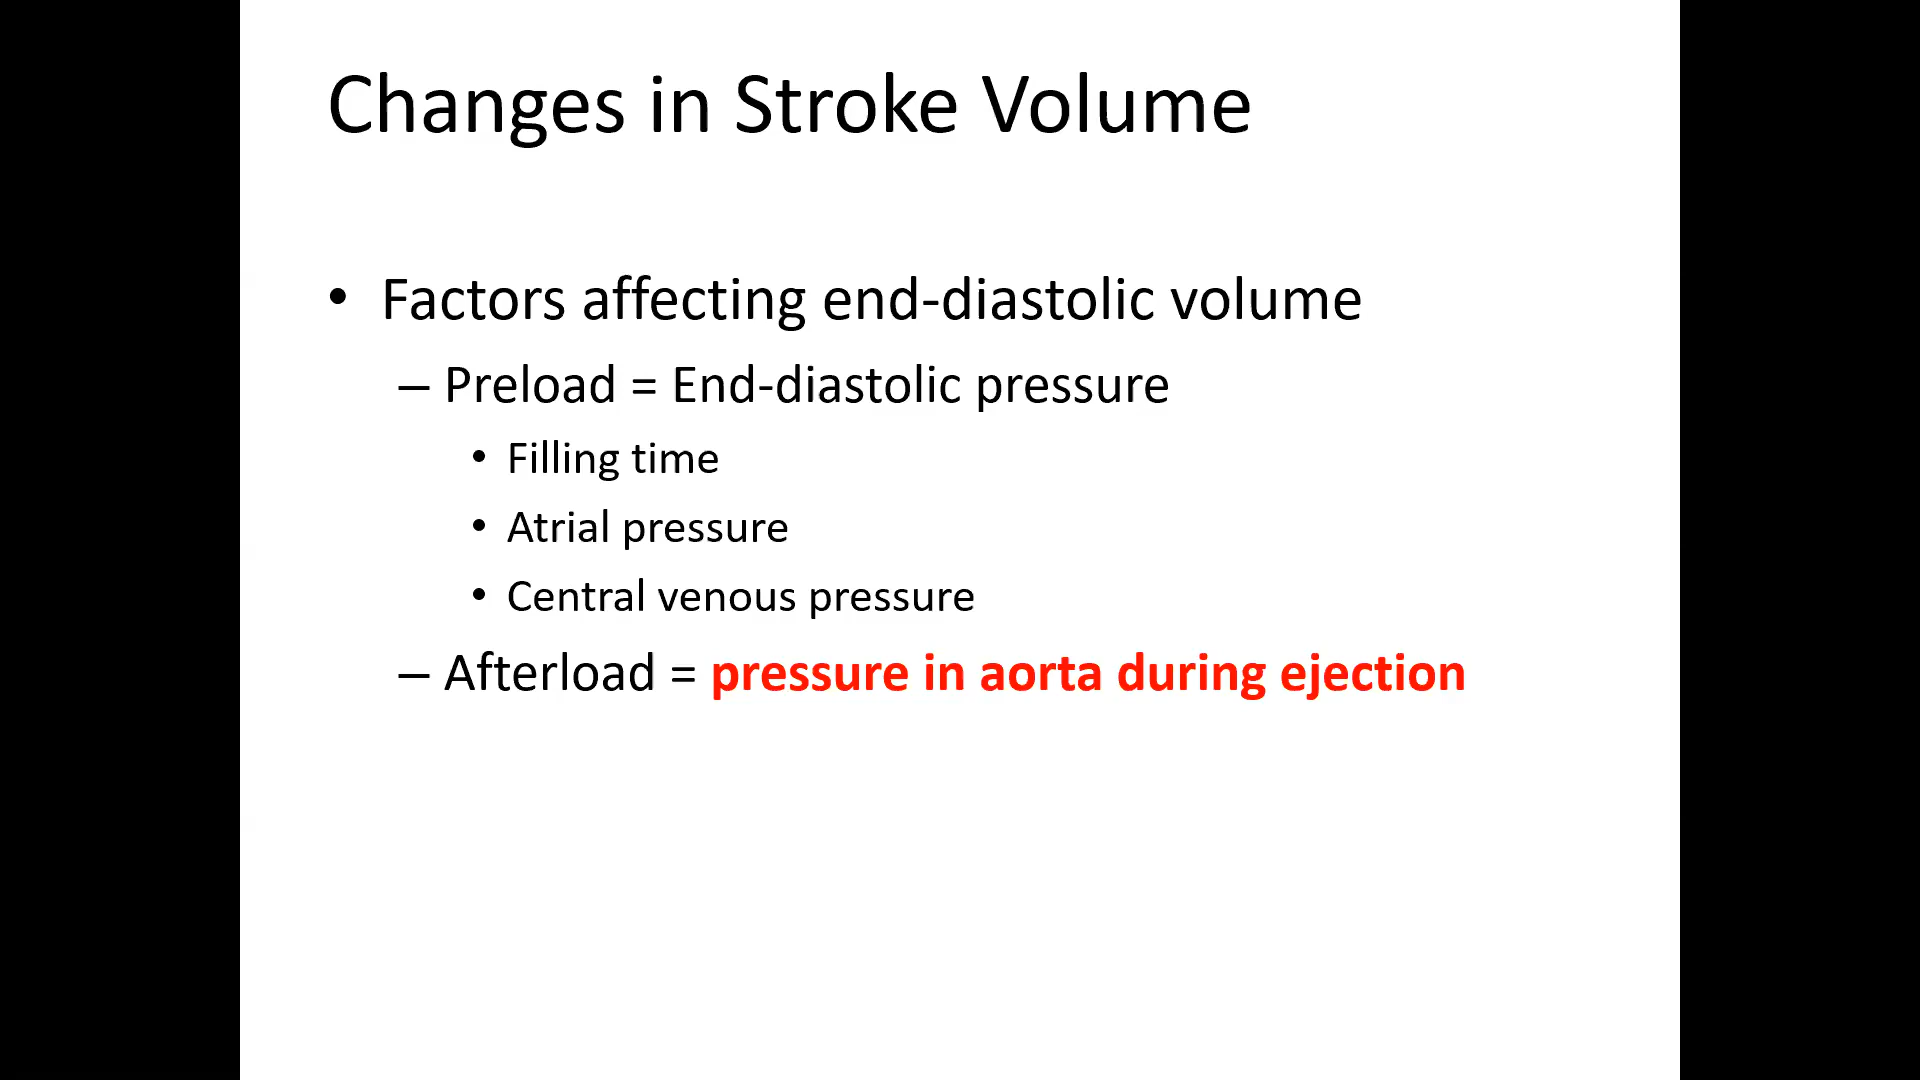 Changes in Stroke Volume
• Factors affecting end-diastolic volume
– Preload = End-diastolic pressure
• Filling time
• Atrial pressure
• Central venous pressure
– Afterload = pressure in aorta during ejection